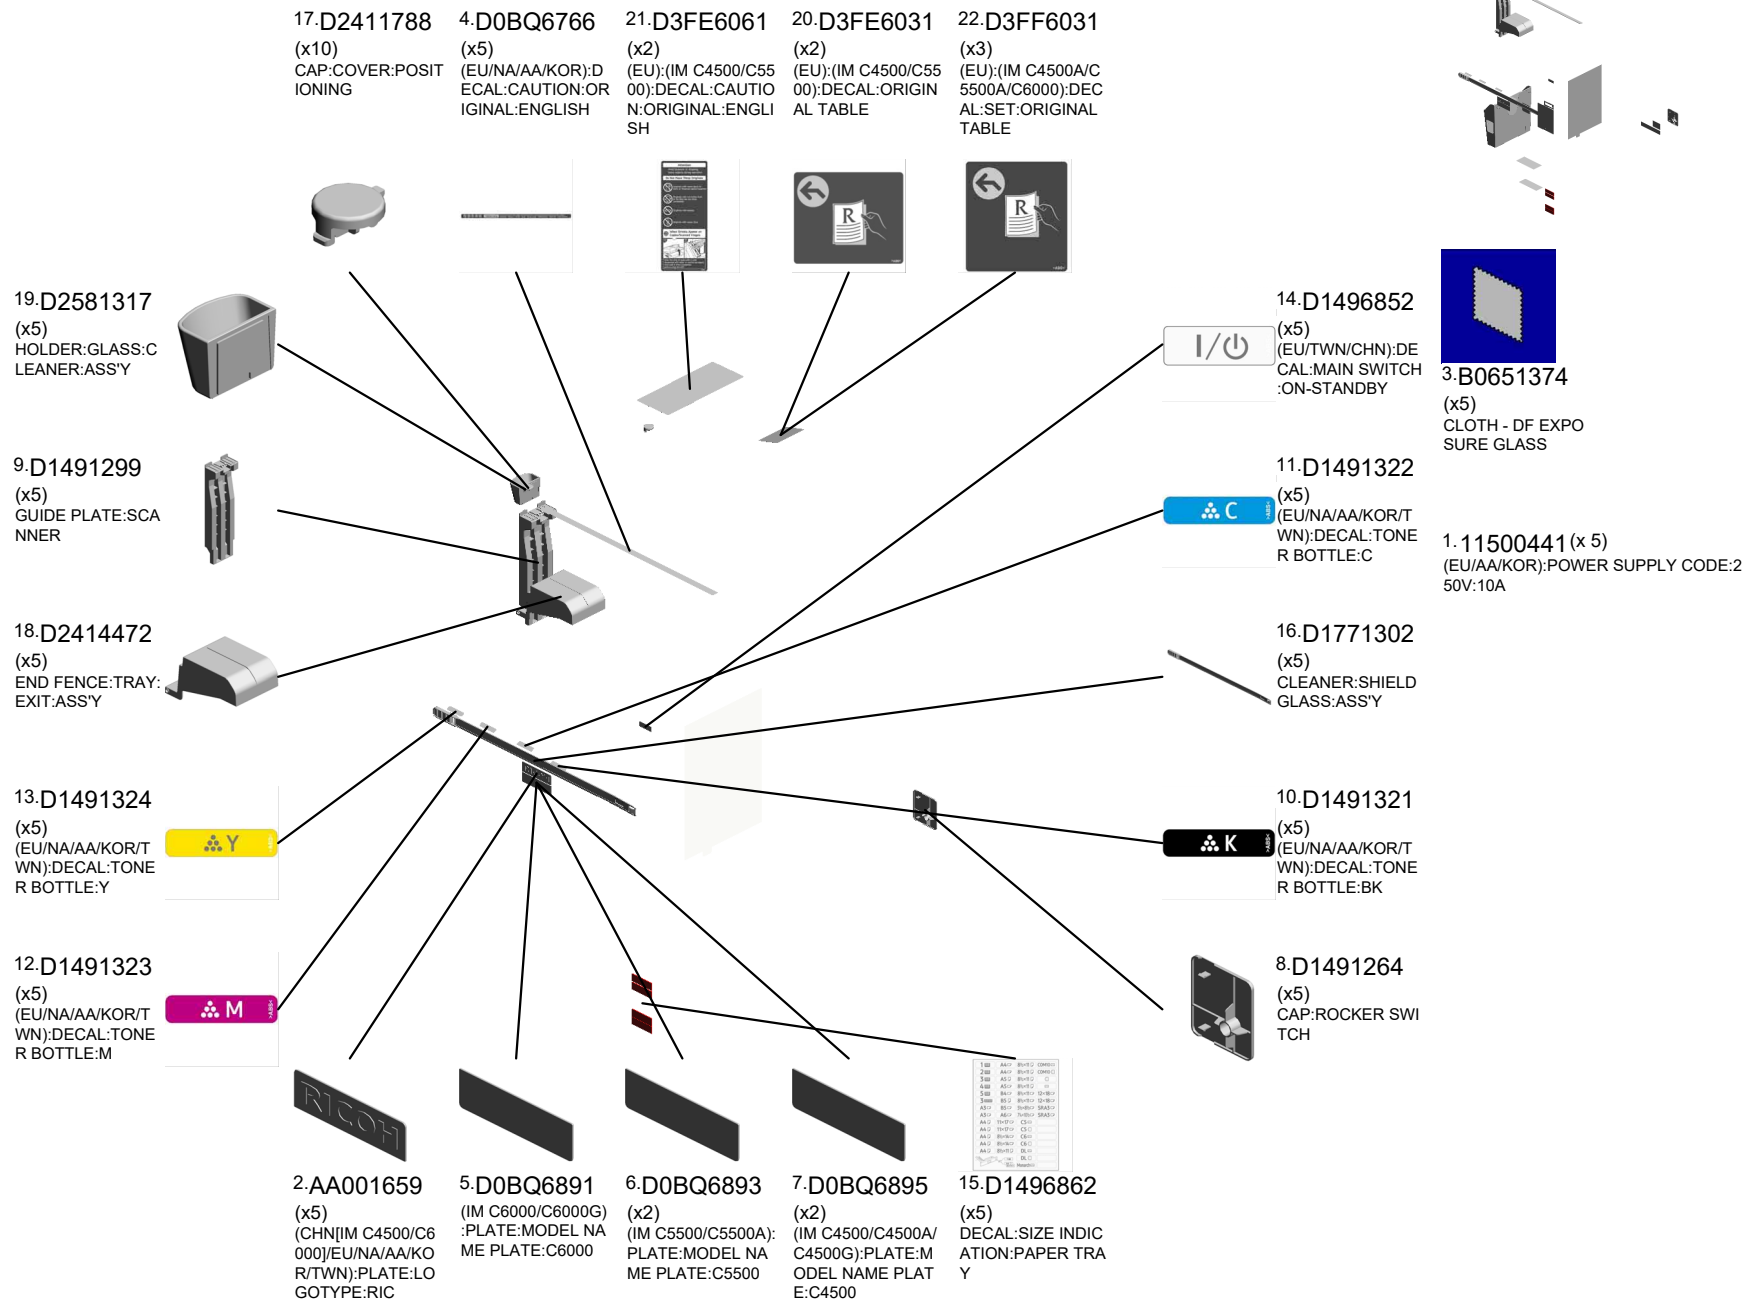 17.D2411788
(x10)
CAP:COVER:POSIT
IONING
4.D0BQ6766
(x5)
(EU/NA/AA/KOR):D
ECAL:CAUTION:OR
IGINAL:ENGLISH
21.D3FE6061
(x2)
(EU):(IM C4500/C55
00):DECAL:CAUTIO
N:ORIGINAL:ENGLI
SH
20.D3FE6031
(x2)
(EU):(IM C4500/C55
00):DECAL:ORIGIN
AL TABLE
22.D3FF6031
(x3)
(EU):(IM C4500A/C
5500A/C6000):DEC
AL:SET:ORIGINAL
TABLE
R
R
19.D2581317
(x5)
HOLDER:GLASS:C
LEANER:ASS'Y
14.D1496852
(x5)
(EU/TWN/CHN):DE
CAL:MAIN SWITCH
:ON-STANDBY
3.B0651374
(x5)
CLOTH - DF EXPO
SURE GLASS
9.D1491299
(x5)
GUIDE PLATE:SCA
NNER
C
>ABS<
11.D1491322
(x5)
(EU/NA/AA/KOR/T
WN):DECAL:TONE
R BOTTLE:C
1.11500441(x 5)
(EU/AA/KOR):POWER SUPPLY CODE:2
50V:10A
18.D2414472
(x5)
END FENCE:TRAY:
EXIT:ASS'Y
16.D1771302
(x5)
CLEANER:SHIELD
GLASS:ASS'Y
13.D1491324
(x5)
(EU/NA/AA/KOR/T
WN):DECAL:TONE
R BOTTLE:Y
Y
>ABS<
K
>ABS<
10.D1491321
(x5)
(EU/NA/AA/KOR/T
WN):DECAL:TONE
R BOTTLE:BK
12.D1491323
(x5)
(EU/NA/AA/KOR/T
WN):DECAL:TONE
R BOTTLE:M
M
>ABS<
8.D1491264
(x5)
CAP:ROCKER SWI
TCH
RICOH
2.AA001659
(x5)
(CHN[IM C4500/C6
000]/EU/NA/AA/KO
R/TWN):PLATE:LO
GOTYPE:RIC
5.D0BQ6891
(IM C6000/C6000G)
:PLATE:MODEL NA
ME PLATE:C6000
6.D0BQ6893
(x2)
(IM C5500/C5500A):
PLATE:MODEL NA
ME PLATE:C5500
7.D0BQ6895
(x2)
(IM C4500/C4500A/
C4500G):PLATE:M
ODEL NAME PLAT
E:C4500
15.D1496862
(x5)
DECAL:SIZE INDIC
ATION:PAPER TRA
Y